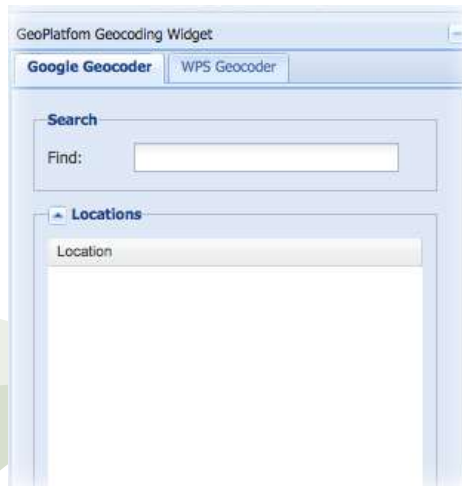 GeoPlatfom Geocoding Widget
Google Geocoder
WPS Geocoder
Search
Find:
Locations
Location